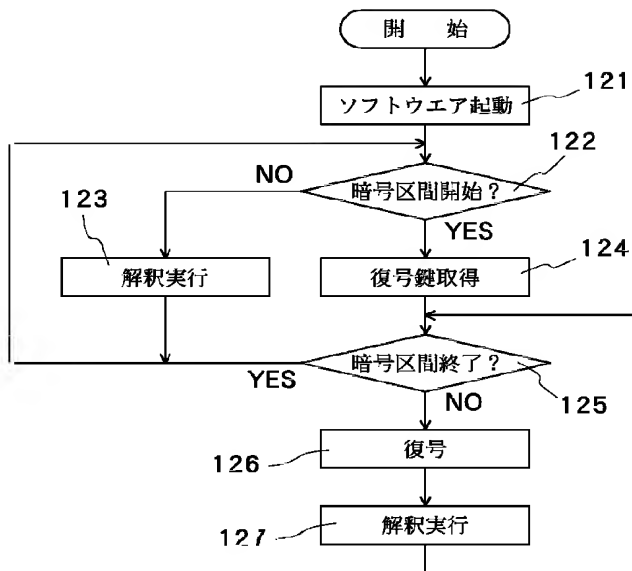 開 始
ソフトウエア起動
121
暗号区間開始?
122
NO
YES
123
解釈実行
復号鍵取得
124
暗号区間終了?
125
YES
NO
復号
126
解釈実行
127